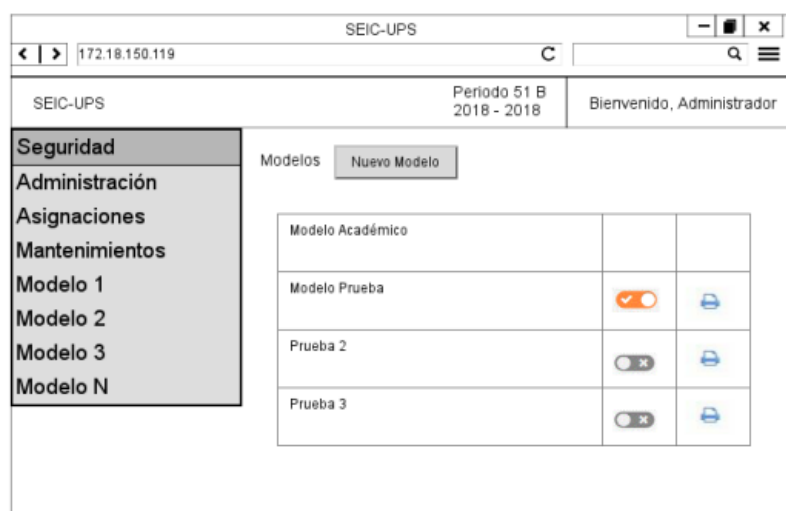 SEIC-UPS
172.18.150.119
SEIC-UPS
Periodo 51 B
2018 - 2018
Bienvenido, Administrador
Seguridad
Administración
Asignaciones
Mantenimientos
Modelo 1
Modelo 2
Modelo 3
Modelo N
Modelos
Nuevo Modelo
Modelo Académico
Modelo Prueba
Prueba 2
Prueba 3